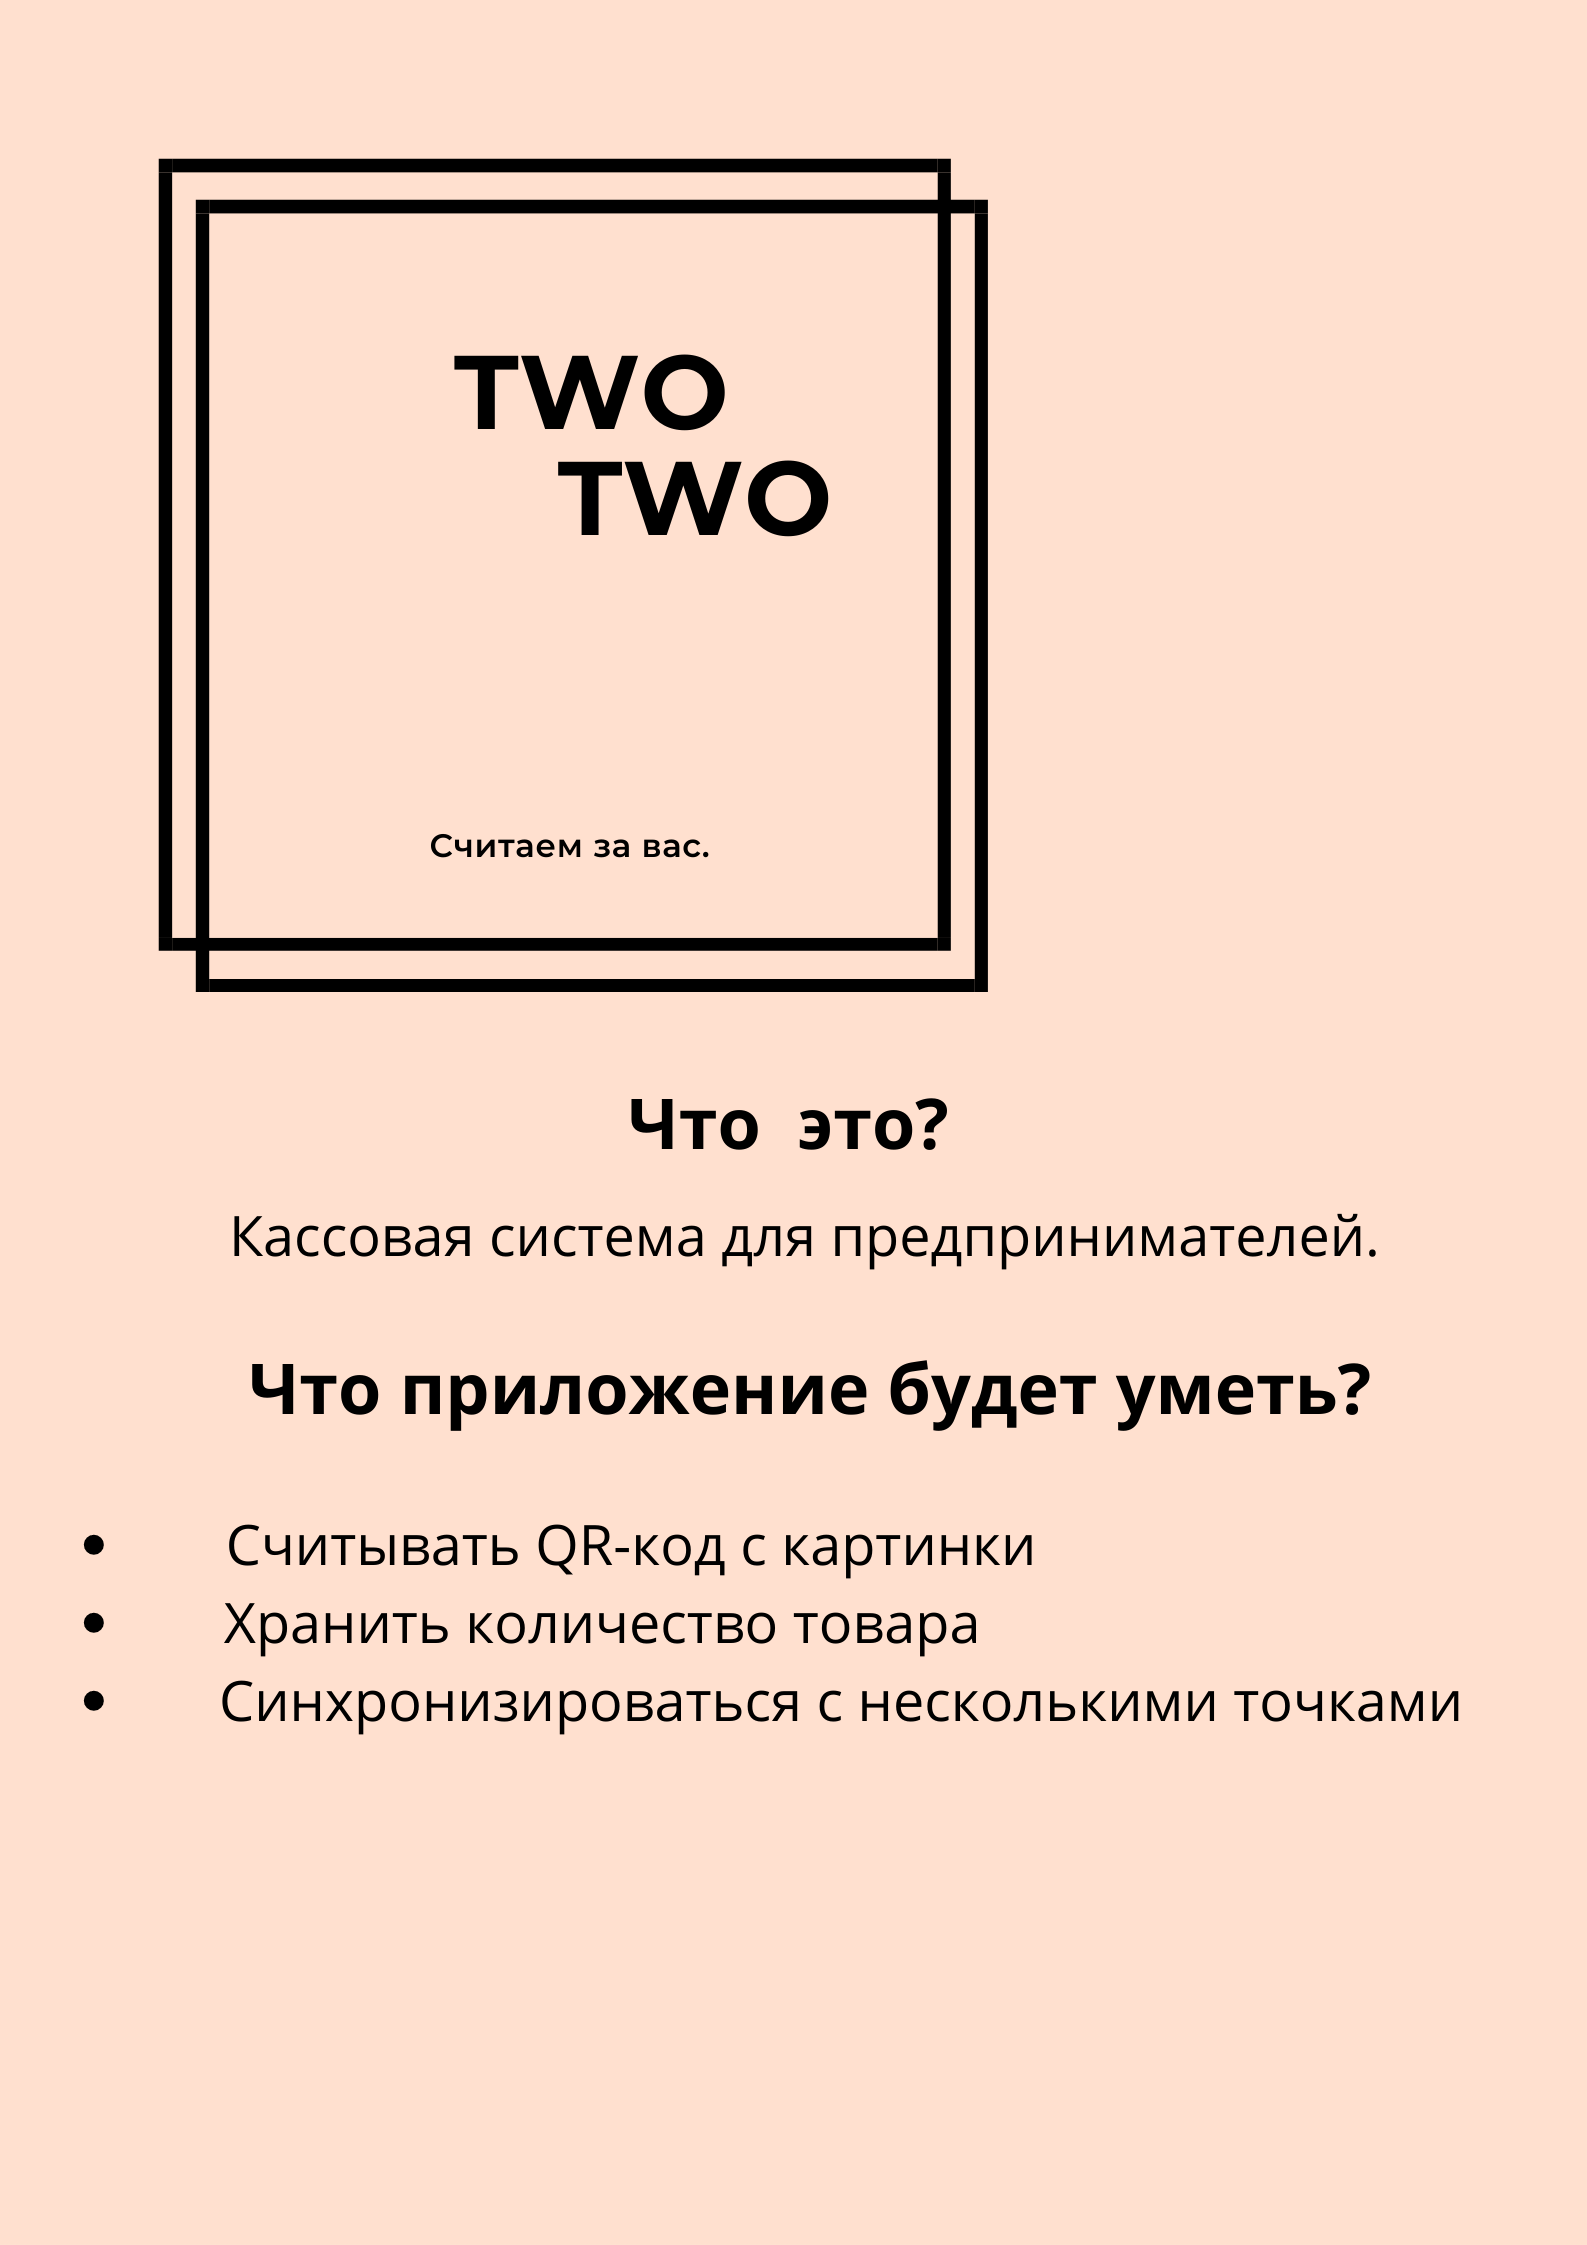 TWO
TWO
Считаем за вас.
Что это?
Кассовая система для предпринимателей.
Что приложение будет уметь?
• Считывать QR-код с картинки
• Хранить количество товара
• Синхронизироваться с несколькими точками